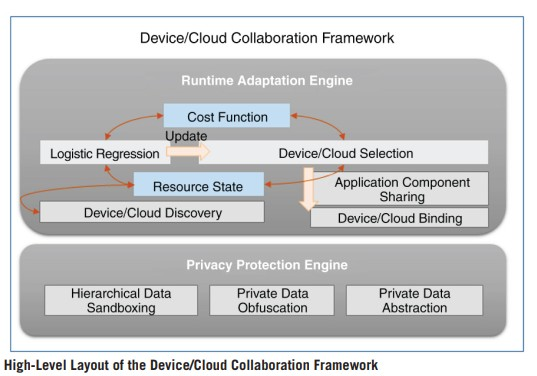 Device/Cloud Collaboration Framework
Runtime Adaptation Engine
Cost Function
Update
Logistic Regression
Device/Cloud Selection
Resource State
Application Component
Sharing
Device/Cloud Discovery
Device/Cloud Binding
Privacy Protection Engine
Hierarchical Data
Sandboxing
Private Data
Obfuscation
Private Data
Abstraction
High-Level Layout of the Device/Cloud Collaboration Framework